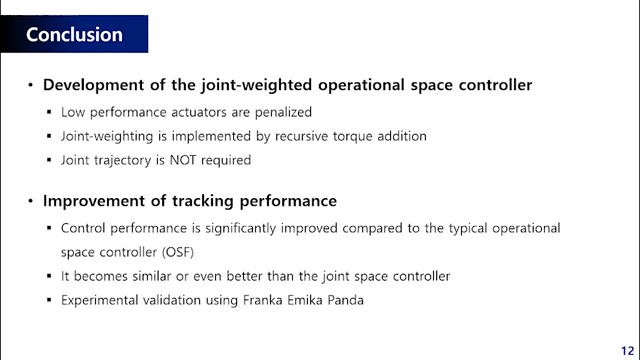 Conclusion
• Development of the joint-weighted operational space controller
▪ Low performance actuators are penalized
▪ Joint-weighting is implemented by recursive torque addition
▪ Joint trajectory is NOT required
• Improvement of tracking performance
▪ Control performance is significantly improved compared to the typical operational
space controller (OSF)
▪ It becomes similar or even better than the joint space controller
▪ Experimental validation using Franka Emika Panda
12